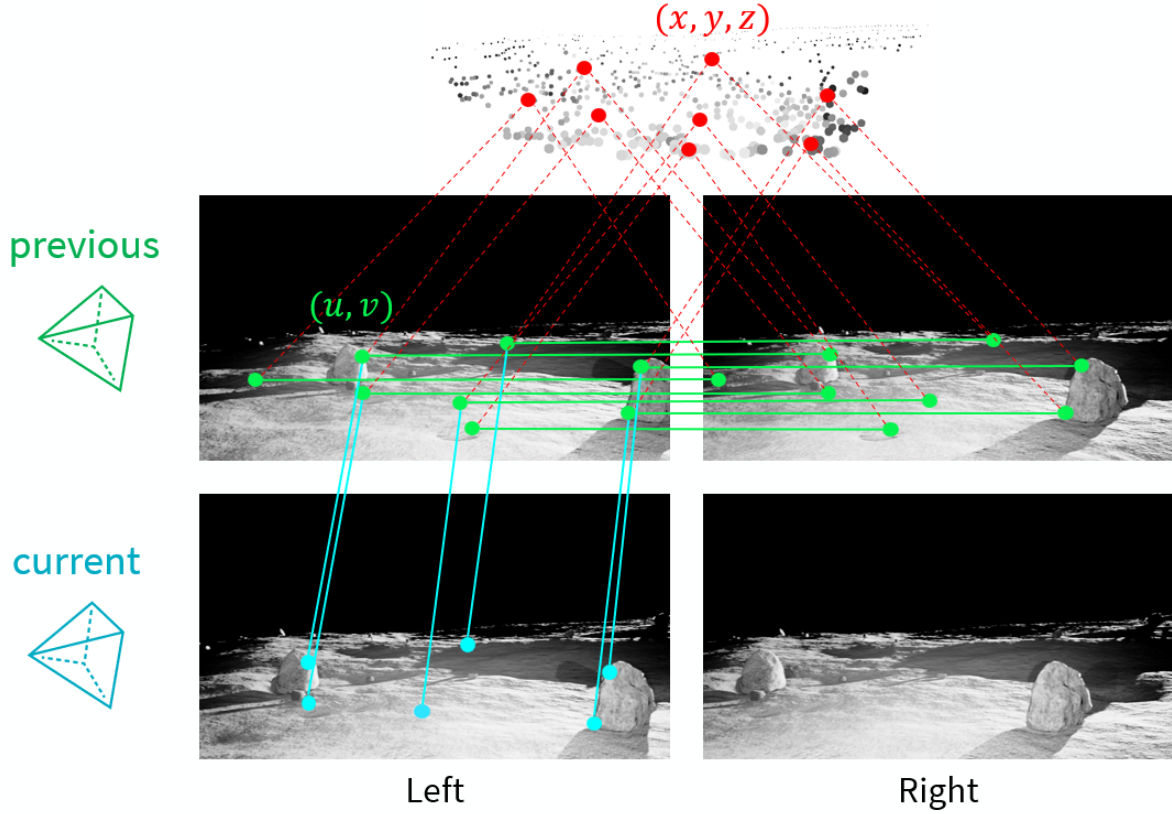 (x, y, z)
previous
(u, v)
current
Left
Right